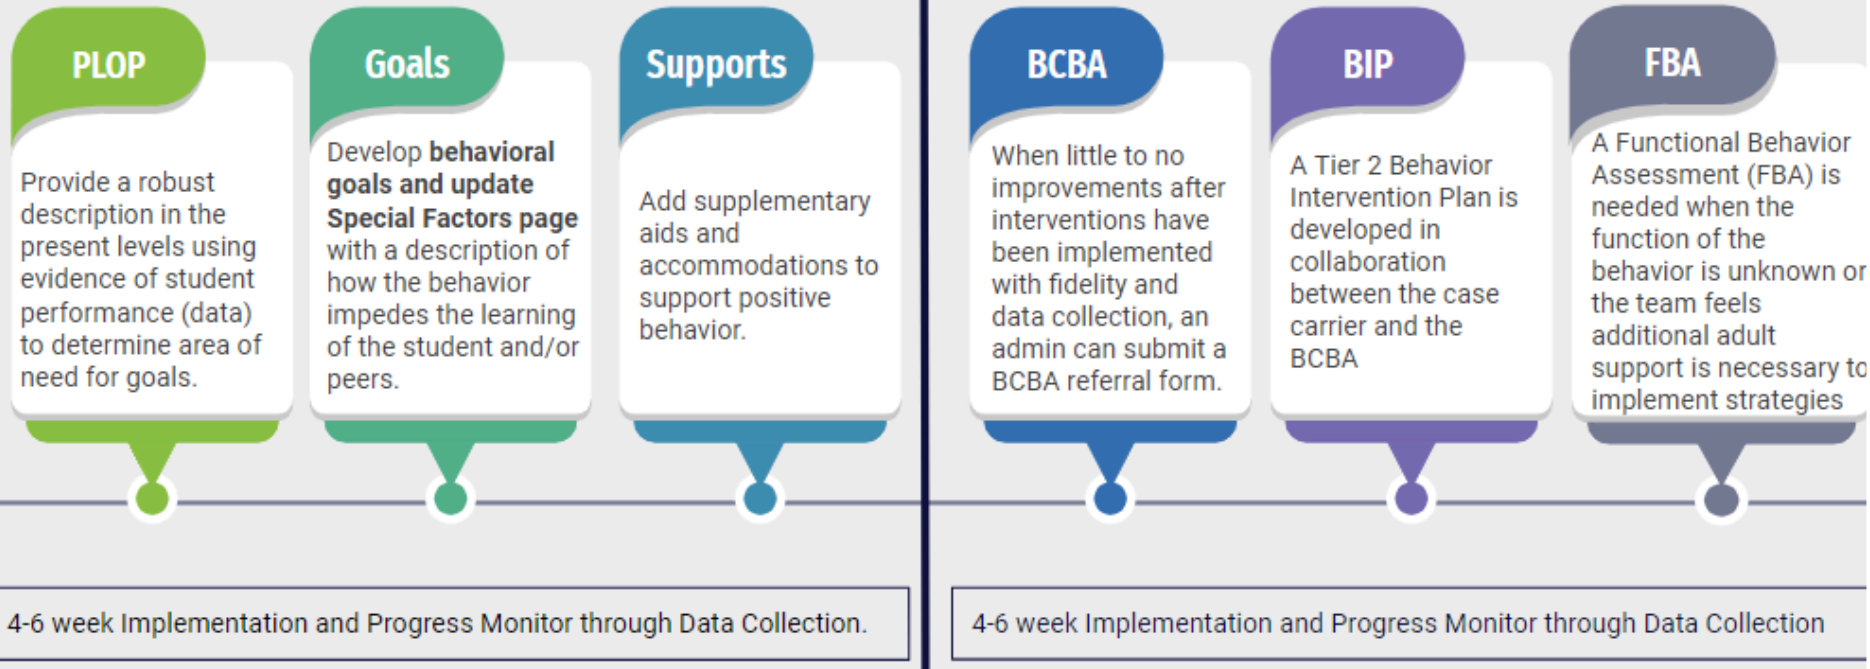 PLOP
Provide a robust
description in the
present levels using
evidence of student
performance (data)
to determine area of
need for goals.
Goals
Develop behavioral
goals and update
Special Factors page
with a description of
how the behavior
impedes the learning
of the student and/or
peers.
Supports
Add supplementary
aids and
accommodations to
support positive
behavior.
4-6 week Implementation and Progress Monitor through Data Collection.
BCBA
When little to no
improvements after
interventions have
been implemented
with fidelity and
data collection, an
admin can submit a
BCBA referral form.
BIP
A Tier 2 Behavior
Intervention Plan is
developed in
collaboration
between the case
carrier and the
BCBA
FBA
A Functional Behavior
Assessment (FBA) is
needed when the
function of the
behavior is unknown or
the team feels
additional adult
support is necessary to
implement strategies
4-6 week Implementation and Progress Monitor through Data Collection